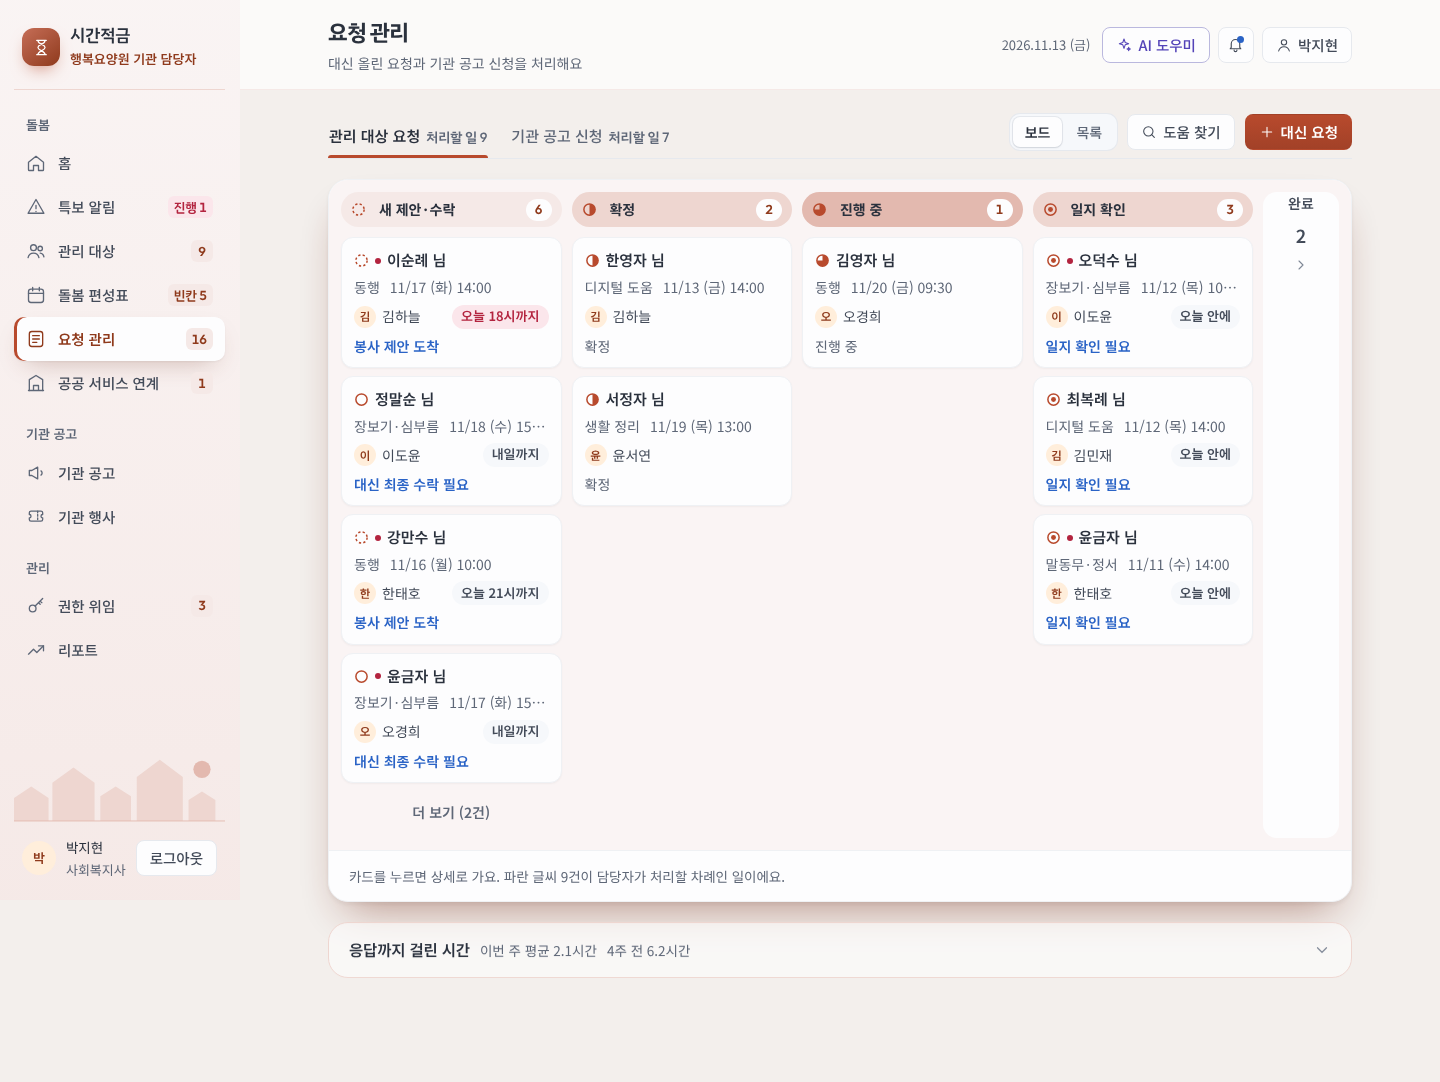 시간적금
행복요양원 기관 담당자
돌봄
홈
특보 알림 진행 1
관리 대상 9
돌봄 편성표 빈칸 5
요청 관리 16
공공 서비스 연계 1
기관 공고
기관 공고
기관 행사
관리
권한 위임 3
리포트
박 박지현
사회복지사
로그아웃
요청 관리
대신 올린 요청과 기관 공고 신청을 처리해요
2026.11.13 (금) AI 도우미 박지현
관리 대상 요청 처리할 일 9 기관 공고 신청 처리할 일 7
보드 목록 도움 찾기 대신 요청
새 제안·수락 6
이순례 님
동행 11/17 (화) 14:00
김 김하늘 오늘 18시까지
봉사 제안 도착
정말순 님
장보기·심부름 11/18 (수) 15…
이 이도윤 내일까지
대신 최종 수락 필요
강만수 님
동행 11/16 (월) 10:00
한 한태호 오늘 21시까지
봉사 제안 도착
윤금자 님
장보기·심부름 11/17 (화) 15…
오 오경희 내일까지
대신 최종 수락 필요
더 보기 (2건)
확정 2
한영자 님
디지털 도움 11/13 (금) 14:00
김 김하늘
확정
서정자 님
생활 정리 11/19 (목) 13:00
윤 윤서연
확정
진행 중 1
김영자 님
동행 11/20 (금) 09:30
오 오경희
진행 중
일지 확인 3
오덕수 님
장보기·심부름 11/12 (목) 10…
이 이도윤 오늘 안에
일지 확인 필요
최복례 님
디지털 도움 11/12 (목) 14:00
김 김민재 오늘 안에
일지 확인 필요
윤금자 님
말동무·정서 11/11 (수) 14:00
한 한태호 오늘 안에
일지 확인 필요
완료
2
카드를 누르면 상세로 가요. 파란 글씨 9건이 담당자가 처리할 차례인 일이에요.
응답까지 걸린 시간 이번 주 평균 2.1시간 4주 전 6.2시간